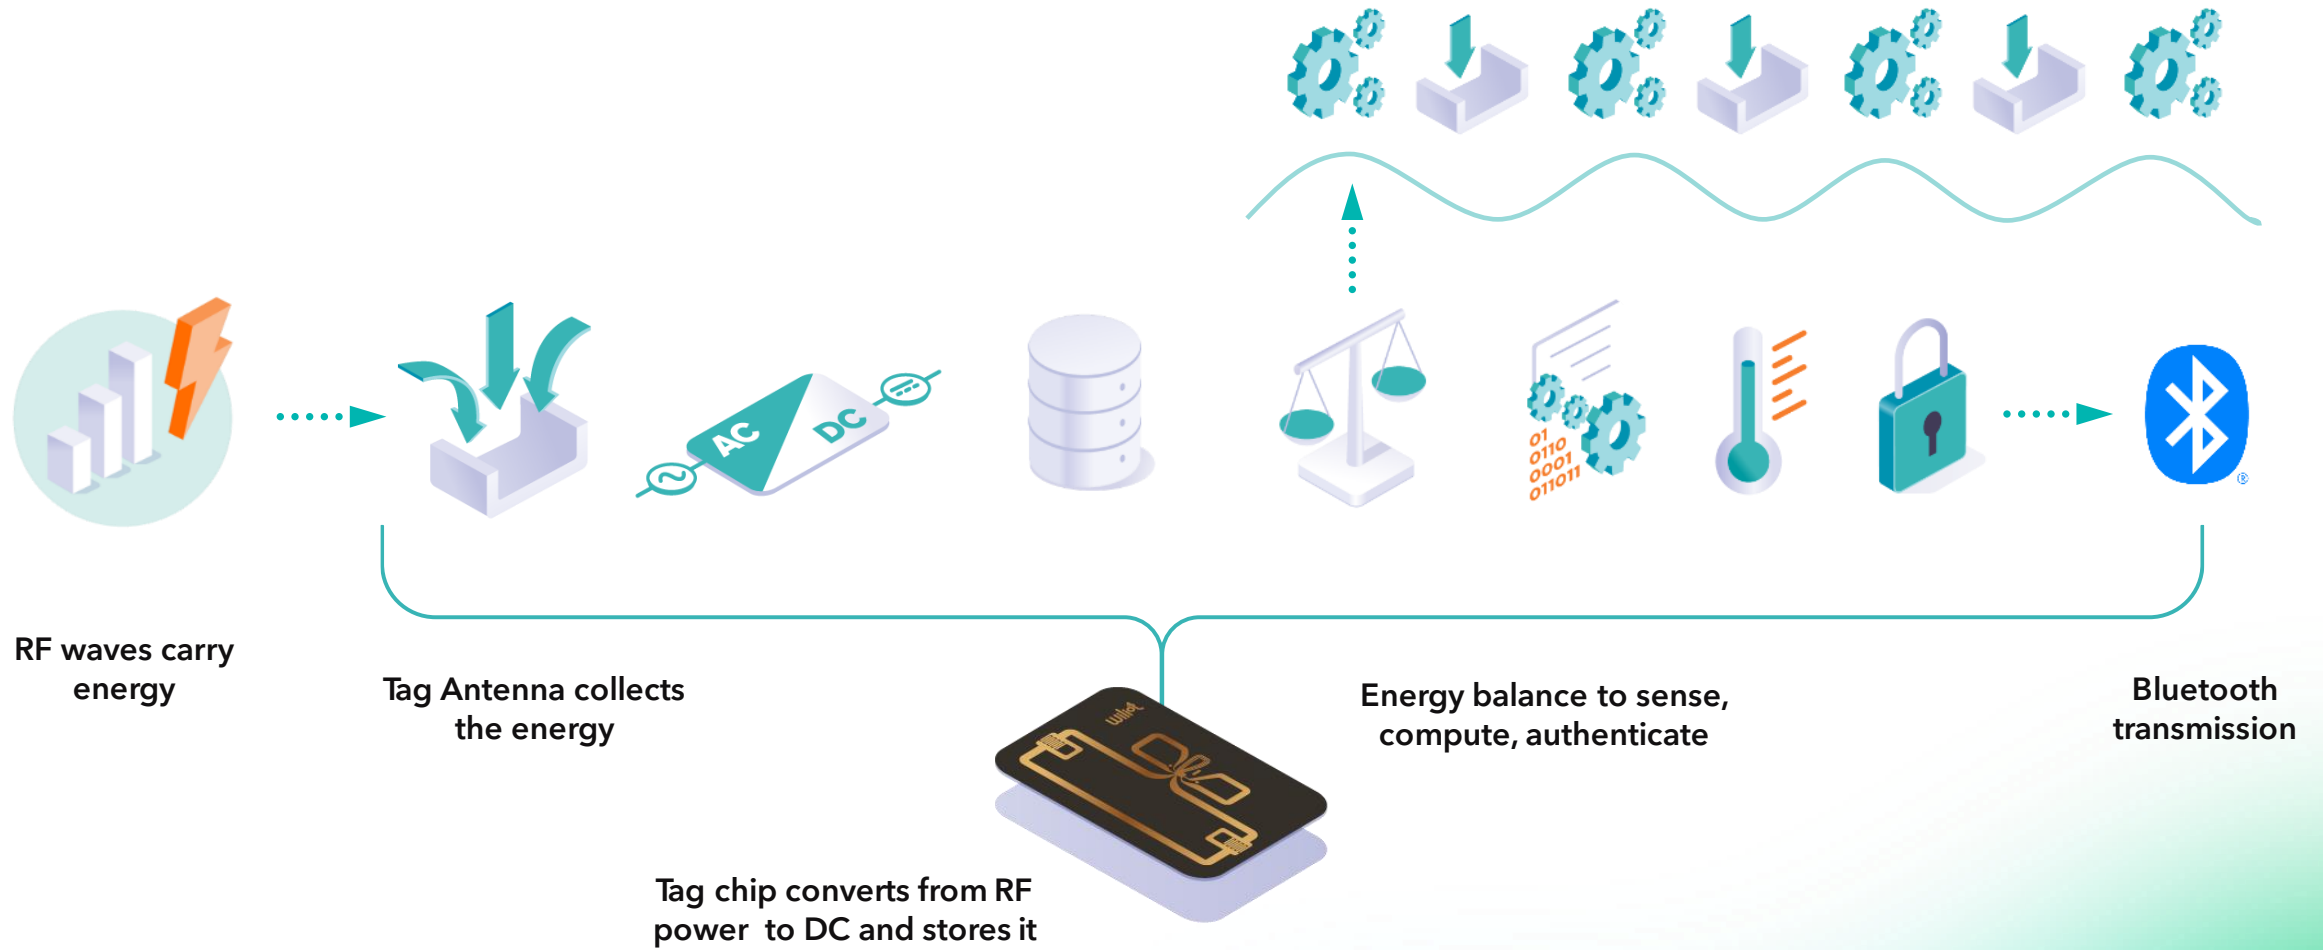 AC
DC
01
0110
0001
011011
®
RF waves carry
energy
Tag Antenna collects
the energy
wiliot
Energy balance to sense,
compute, authenticate
Bluetooth
transmission
Tag chip converts from RF
power to DC and stores it